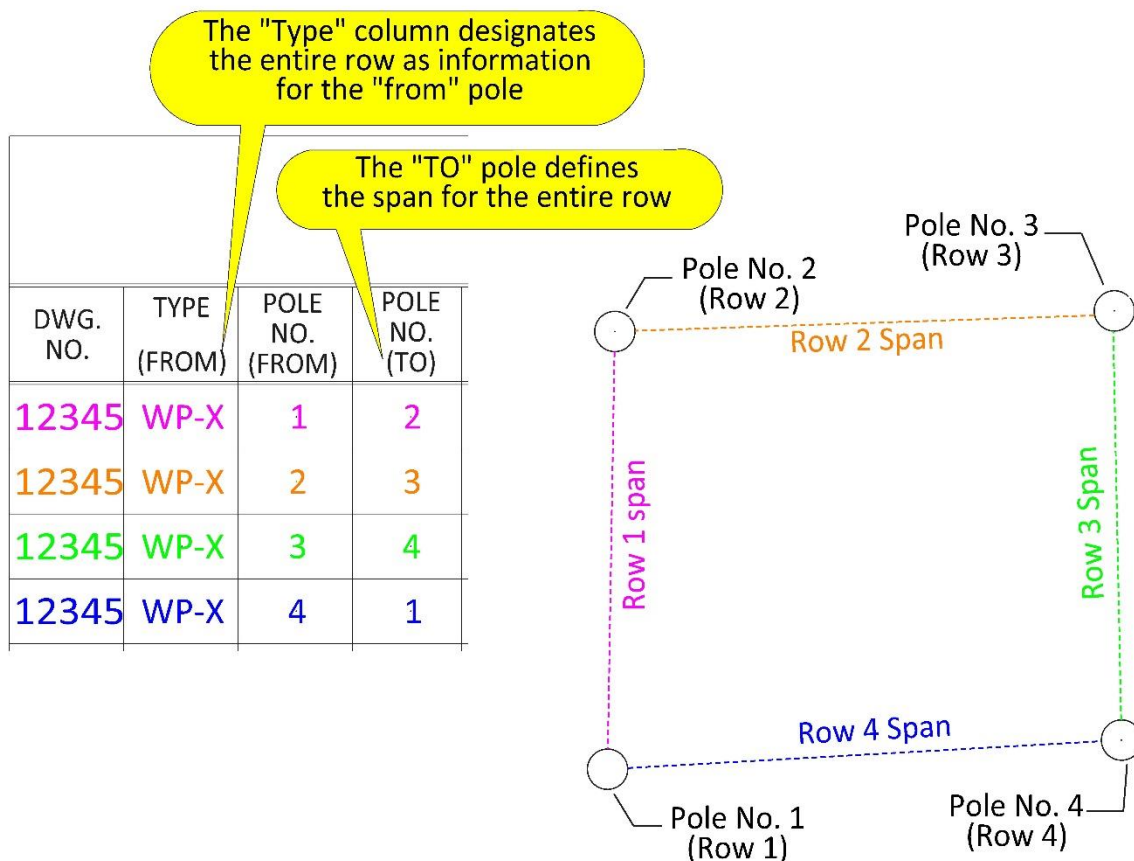 The "Type" column designates
the entire row as information
for the "from" pole
The "TO" pole defines
the span for the entire row
DWG.
NO.
TYPE
(FROM)
POLE
NO.
(FROM)
POLE
NO.
(TO)
12345 WP-X 1 2
12345 WP-X 2 3
12345 WP-X 3 4
12345 WP-X 4 1
Pole No. 2
(Row 2)
Pole No. 3
(Row 3)
Row 2 Span
Row 1 span
Row 3 Span
Row 4 Span
Pole No. 1
(Row 1)
Pole No. 4
(Row 4)